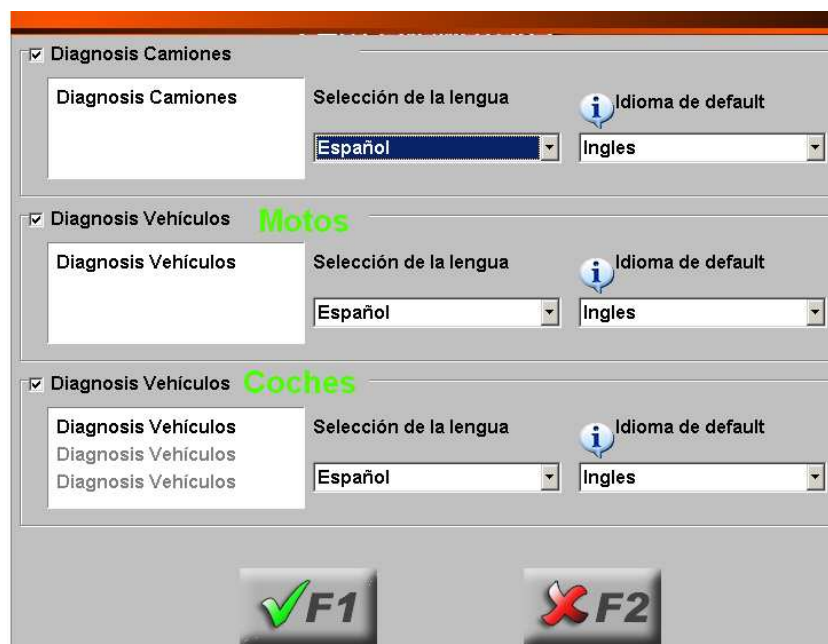 Diagnosis Camiones
Diagnosis Camiones
Selección de la lengua
Idioma de default
Español
Ingles
Diagnosis Vehículos Motos
Diagnosis Vehículos
Selección de la lengua
Idioma de default
Español
Ingles
Diagnosis Vehículos Coches
Diagnosis Vehículos
Diagnosis Vehículos
Diagnosis Vehículos
Selección de la lengua
Idioma de default
Español
Ingles
F1
F2